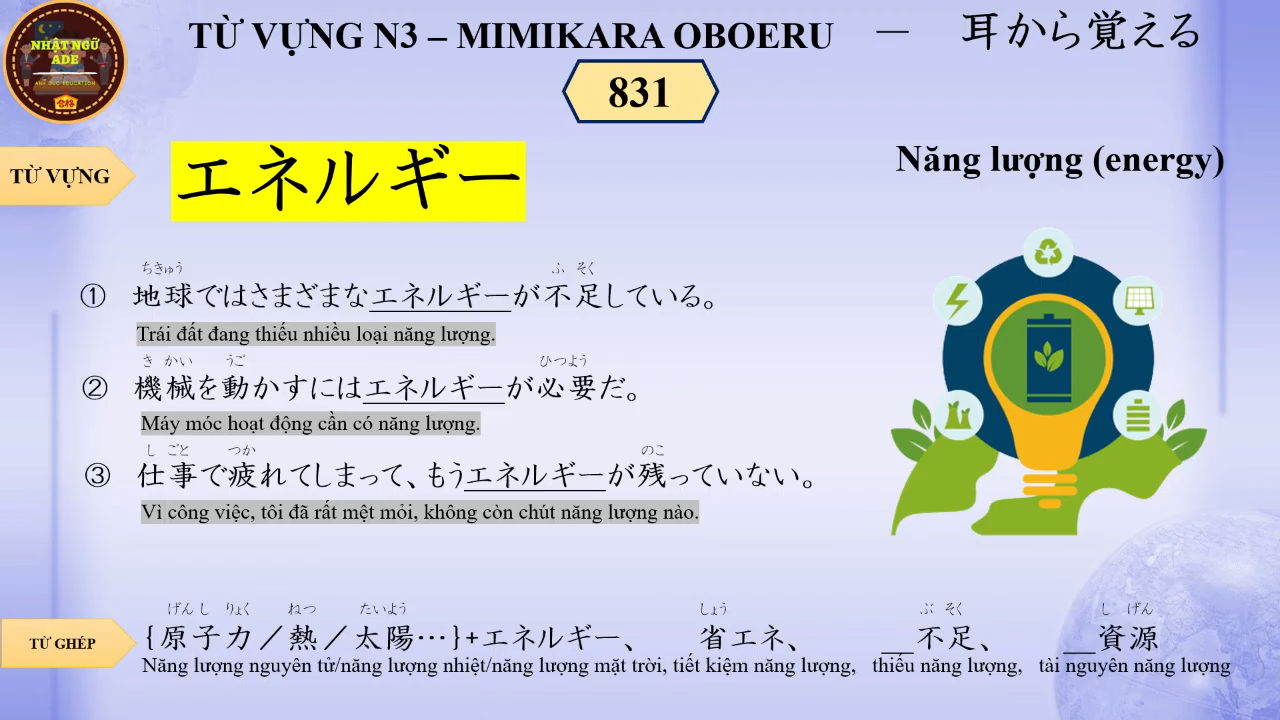 NHẬT NGỮ
ADE
ANH DUC EDUCATION
合格
TỪ VỰNG N3 – MIMIKARA OBOERU － 耳から覚える
831
TỪ VỰNG
エネルギー
Năng lượng (energy)
ちきゅう ふ そく
① 地球ではさまざまなエネルギーが不足している。
Trái đất đang thiếu nhiều loại năng lượng.
き かい うご ひつよう
② 機械を動かすにはエネルギーが必要だ。
Máy móc hoạt động cần có năng lượng.
し ごと つか のこ
③ 仕事で疲れてしまって、もうエネルギーが残っていない。
Vì công việc, tôi đã rất mệt mỏi, không còn chút năng lượng nào.
TỪ GHÉP
げん し りょく ねつ たいよう しょう ぶ そく し げん
{原子力／熱／太陽…}+エネルギー、 省エネ、 __不足、 __資源
Năng lượng nguyên tử/năng lượng nhiệt/năng lượng mặt trời, tiết kiệm năng lượng, thiếu năng lượng, tài nguyên năng lượng